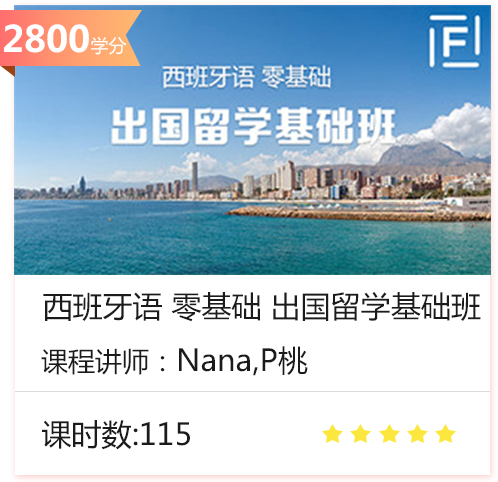 2800学分
西班牙语 零基础
出国留学基础班
西班牙语 零基础 出国留学基础班
课程讲师：Nana,P桃
课时数:115